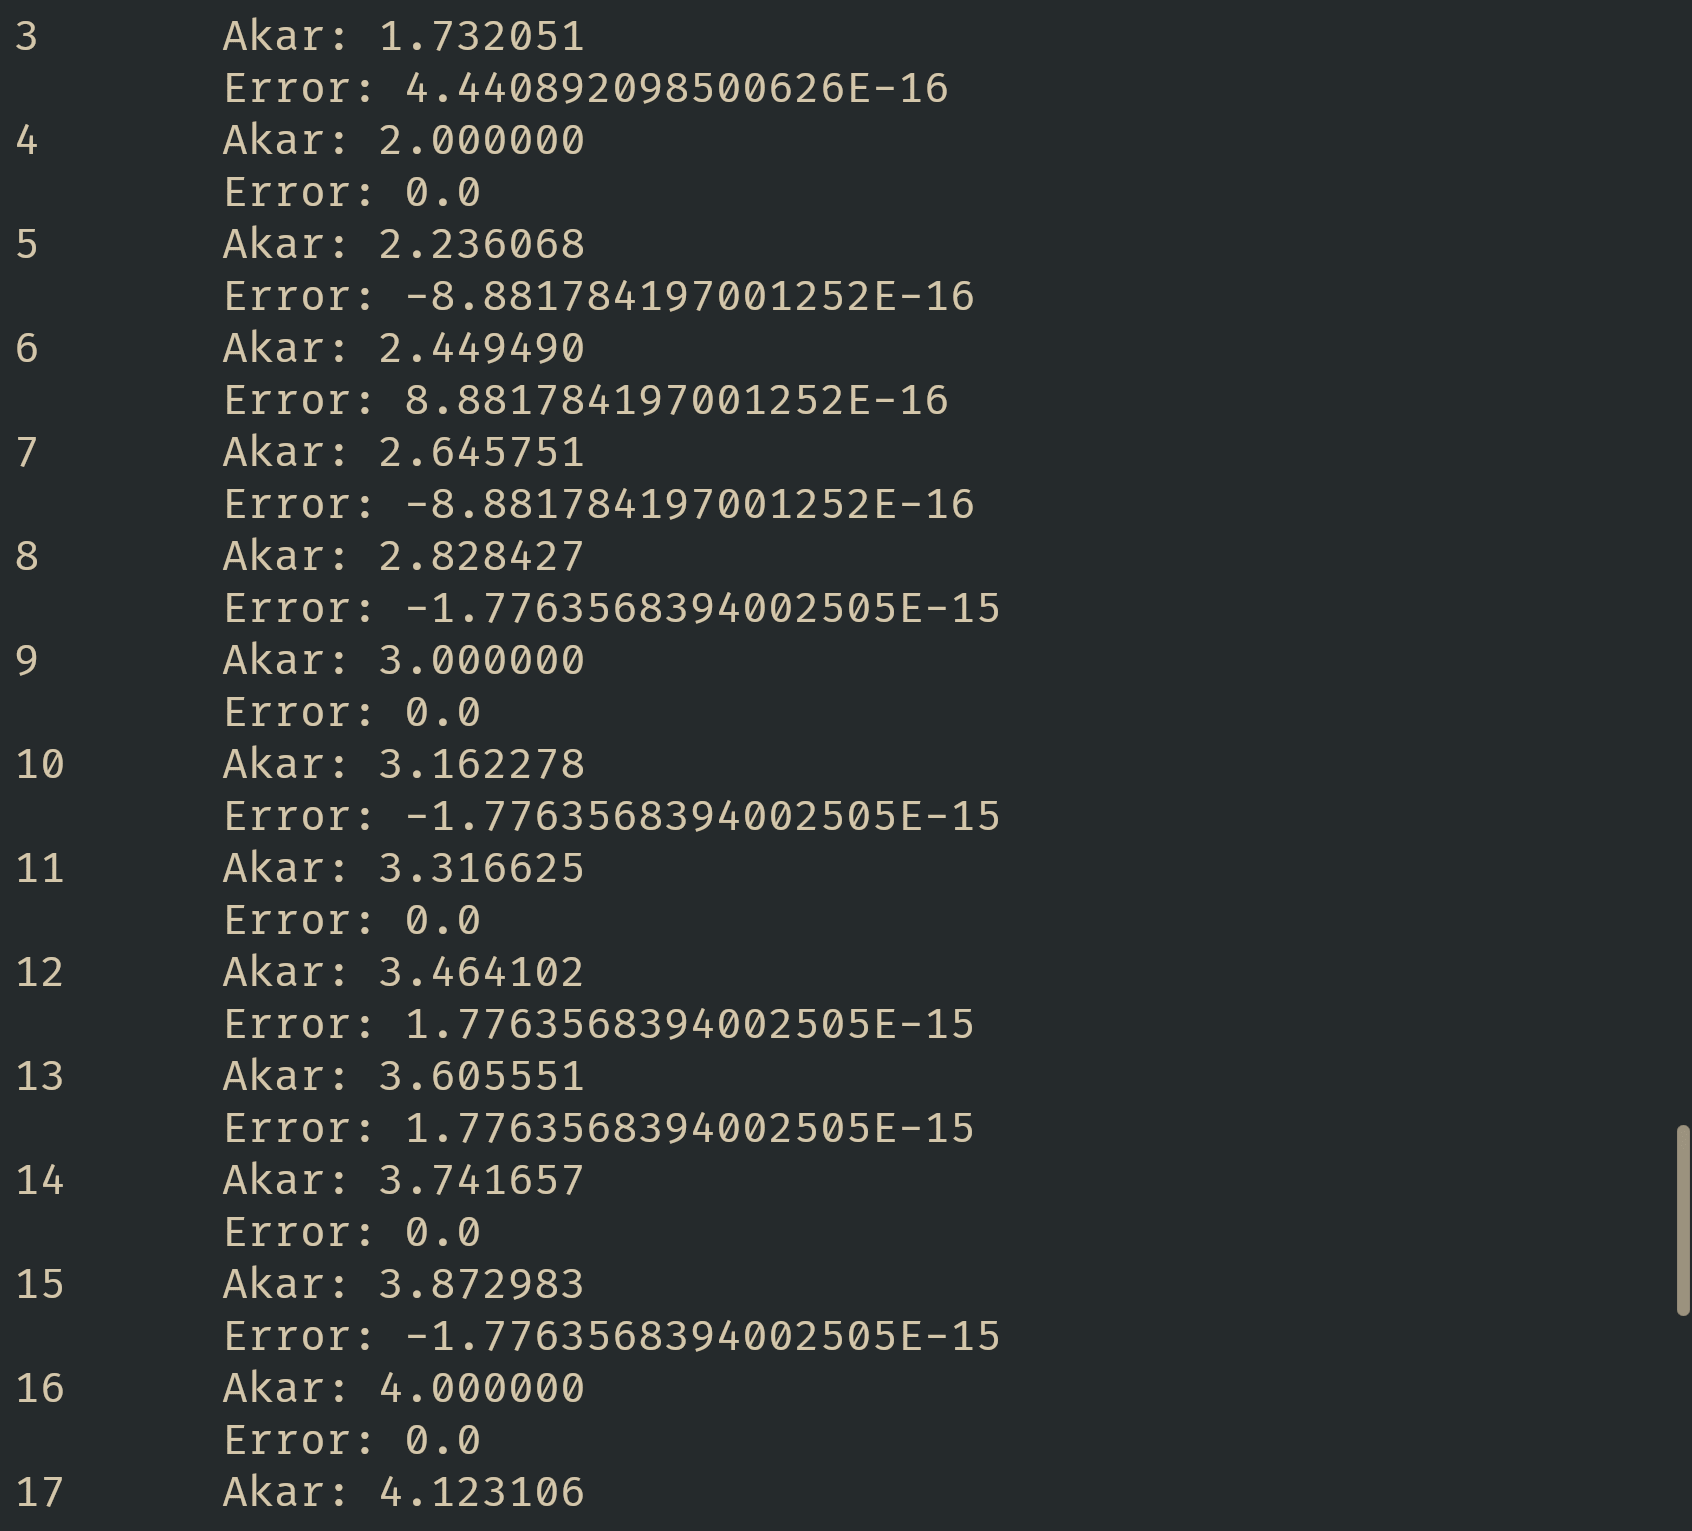 3 Akar: 1.732051
Error: 4.440892098500626E-16
4 Akar: 2.000000
Error: 0.0
5 Akar: 2.236068
Error: -8.881784197001252E-16
6 Akar: 2.449490
Error: 8.881784197001252E-16
7 Akar: 2.645751
Error: -8.881784197001252E-16
8 Akar: 2.828427
Error: -1.7763568394002505E-15
9 Akar: 3.000000
Error: 0.0
10 Akar: 3.162278
Error: -1.7763568394002505E-15
11 Akar: 3.316625
Error: 0.0
12 Akar: 3.464102
Error: 1.7763568394002505E-15
13 Akar: 3.605551
Error: 1.7763568394002505E-15
14 Akar: 3.741657
Error: 0.0
15 Akar: 3.872983
Error: -1.7763568394002505E-15
16 Akar: 4.000000
Error: 0.0
17 Akar: 4.123106